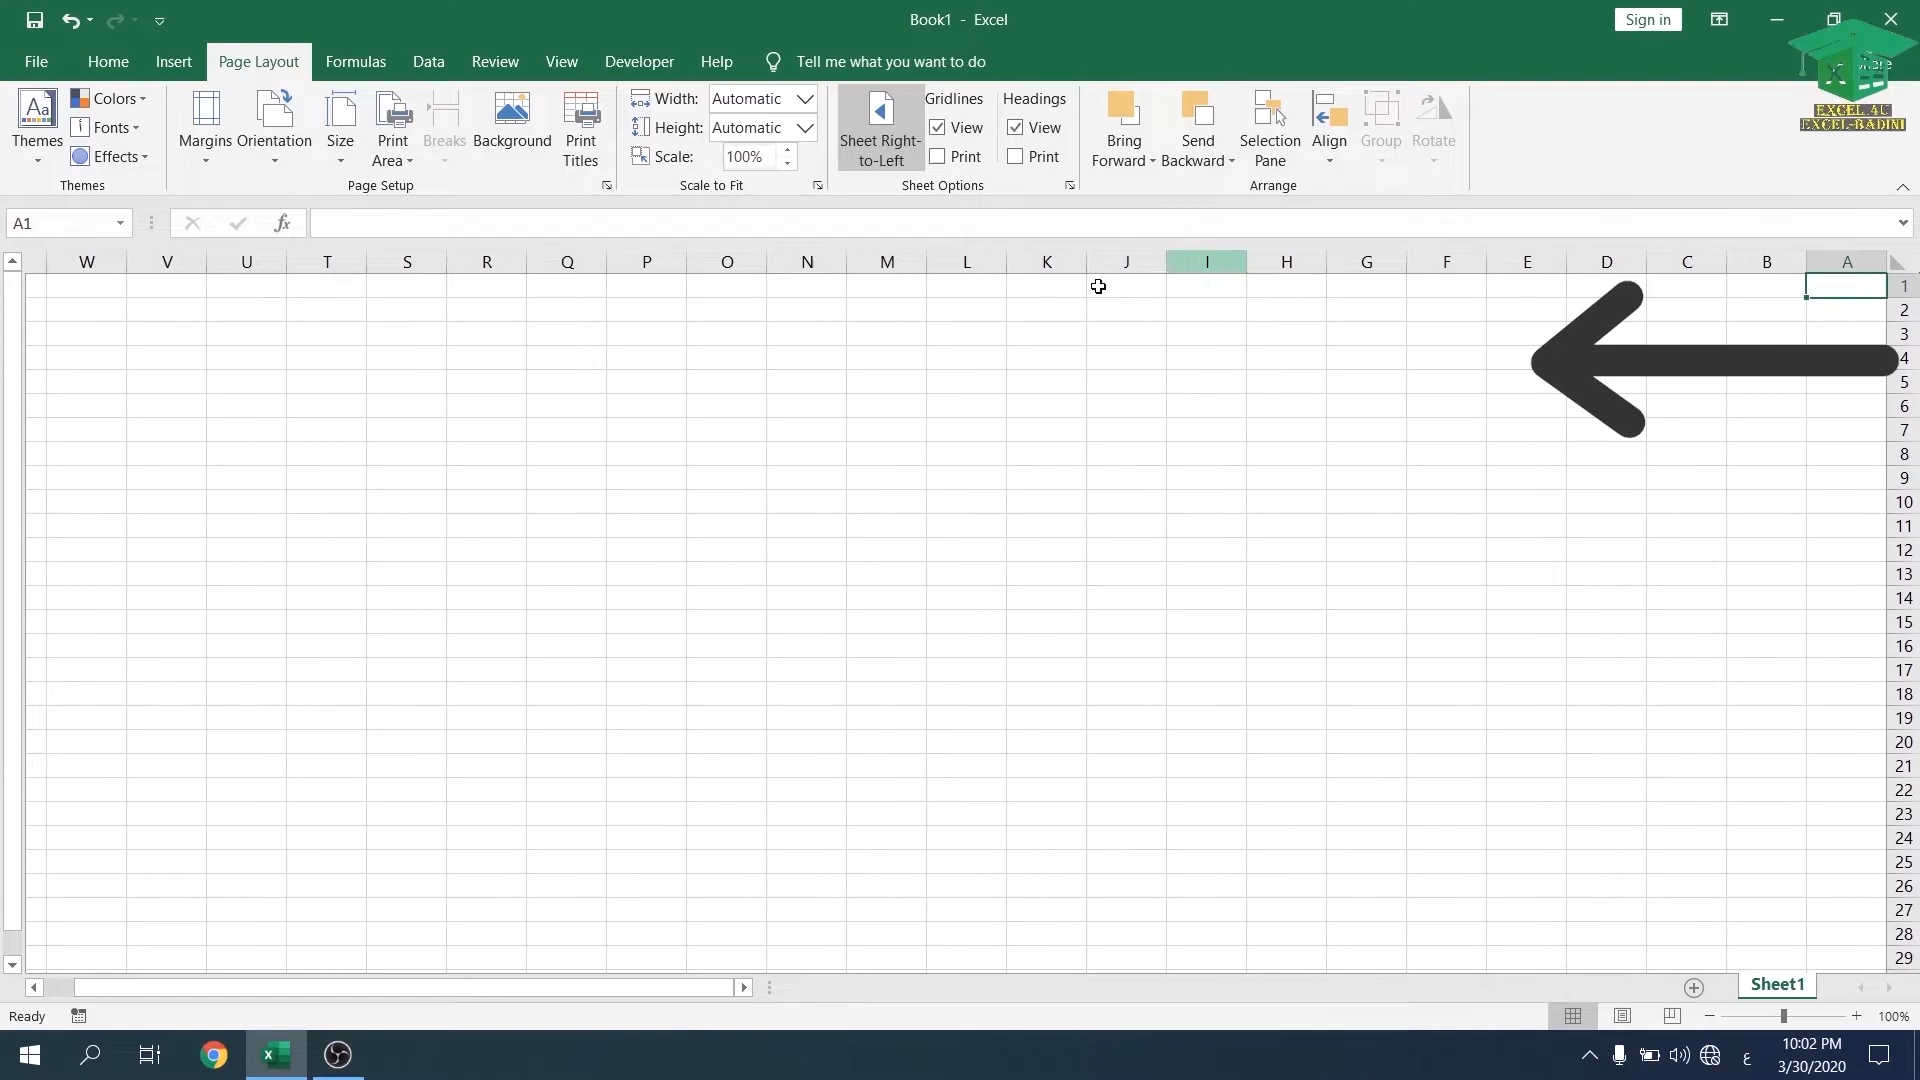 Book1 - Excel
Sign in
File Home Insert Page Layout Formulas Data Review View Developer Help Tell me what you want to do
Share
EXCEL 4U
EXCEL-BADINI
Themes
Colors
Fonts
Effects
Themes
Margins
Orientation
Size
Print Area
Breaks
Background
Print Titles
Page Setup
Width: Automatic
Height: Automatic
Scale: 100%
Scale to Fit
Sheet Right-to-Left
Gridlines
View
Print
Headings
View
Print
Sheet Options
Bring Forward
Send Backward
Selection Pane
Align
Group
Rotate
Arrange
A1
fx
W V U T S R Q P O N M L K J I H G F E D C B A
1
2
3
4
5
6
7
8
9
10
11
12
13
14
15
16
17
18
19
20
21
22
23
24
25
26
27
28
29
Sheet1
Ready
100%
ع
10:02 PM
3/30/2020